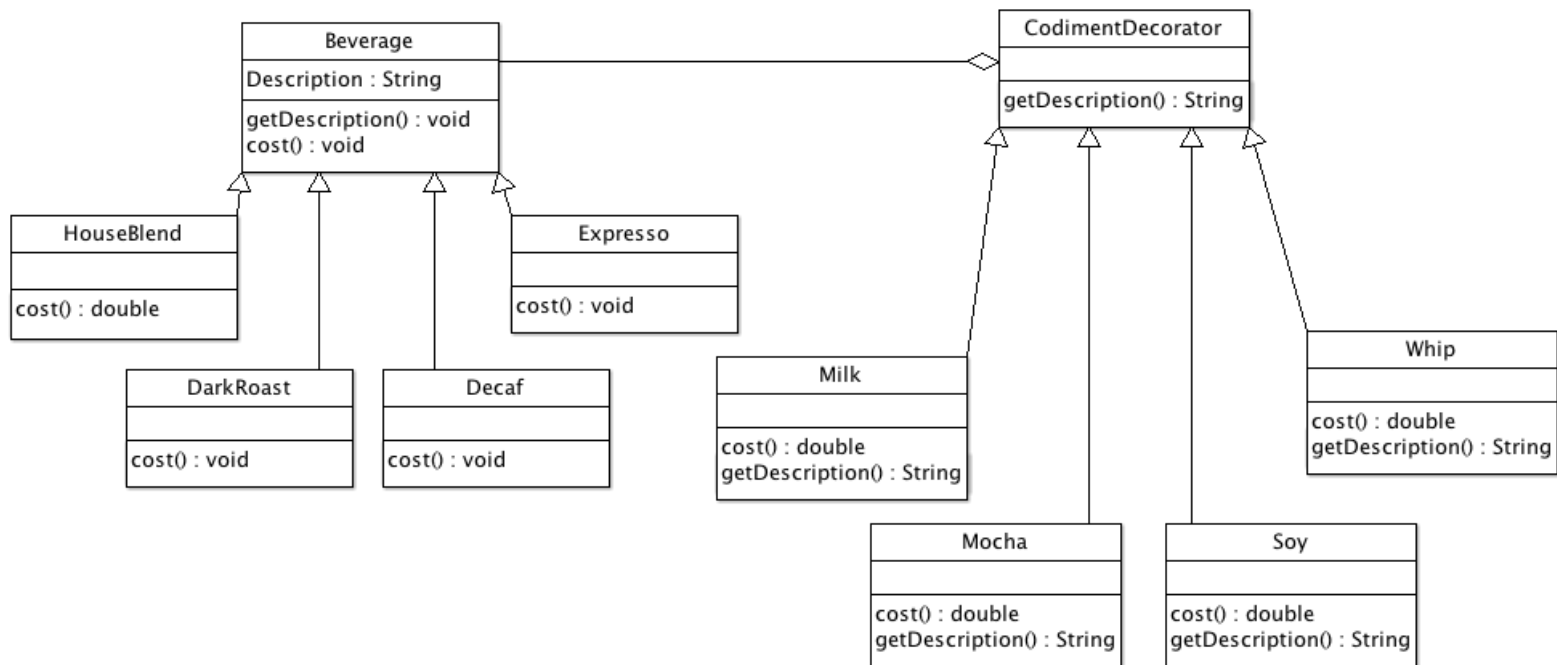 Beverage
Description : String
getDescription() : void
cost() : void
CodimentDecorator
getDescription() : String
HouseBlend
cost() : double
Expresso
cost() : void
DarkRoast
cost() : void
Decaf
cost() : void
Milk
cost() : double
getDescription() : String
Whip
cost() : double
getDescription() : String
Mocha
cost() : double
getDescription() : String
Soy
cost() : double
getDescription() : String